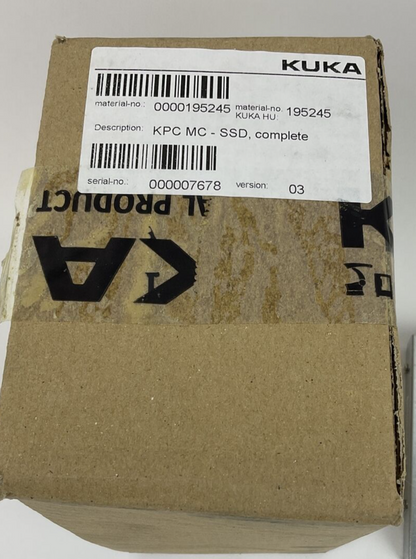 KUKA
material-no.: 0000195245 material-no. KUKA HU.: 195245
Description: KPC MC - SSD, complete
serial-no.: 000007678 version: 03
AL PRODUCT